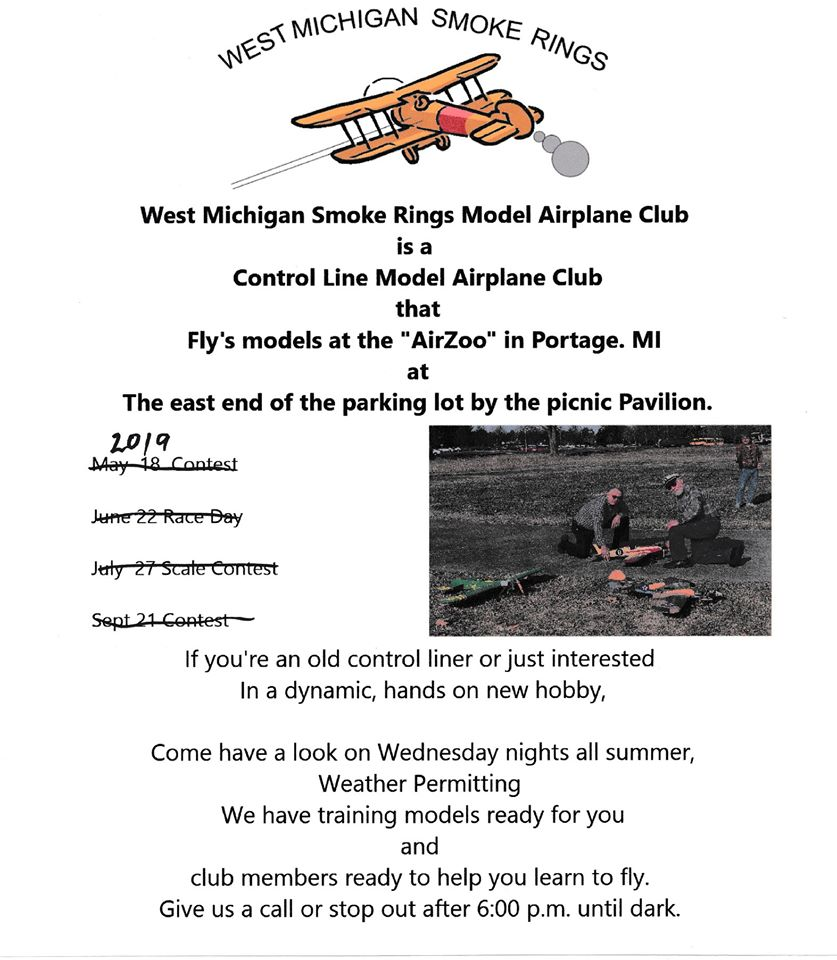 WEST MICHIGAN SMOKE RINGS
West Michigan Smoke Rings Model Airplane Club
is a
Control Line Model Airplane Club
that
Fly's models at the "AirZoo" in Portage. MI
at
The east end of the parking lot by the picnic Pavilion.
2019
May 18 Contest
June 22 Race Day
July 27 Scale Contest
Sept 21 Contest
If you're an old control liner or just interested
In a dynamic, hands on new hobby,
Come have a look on Wednesday nights all summer,
Weather Permitting
We have training models ready for you
and
club members ready to help you learn to fly.
Give us a call or stop out after 6:00 p.m. until dark.